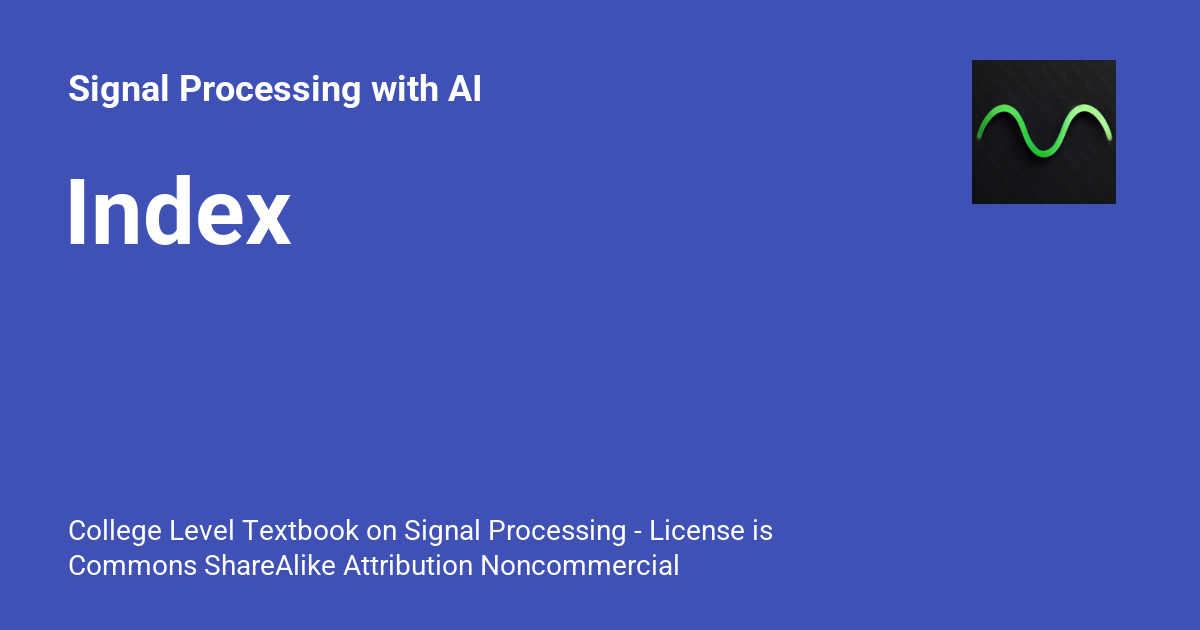 Signal Processing with AI
Index
College Level Textbook on Signal Processing - License is
Commons ShareAlike Attribution Noncommercial